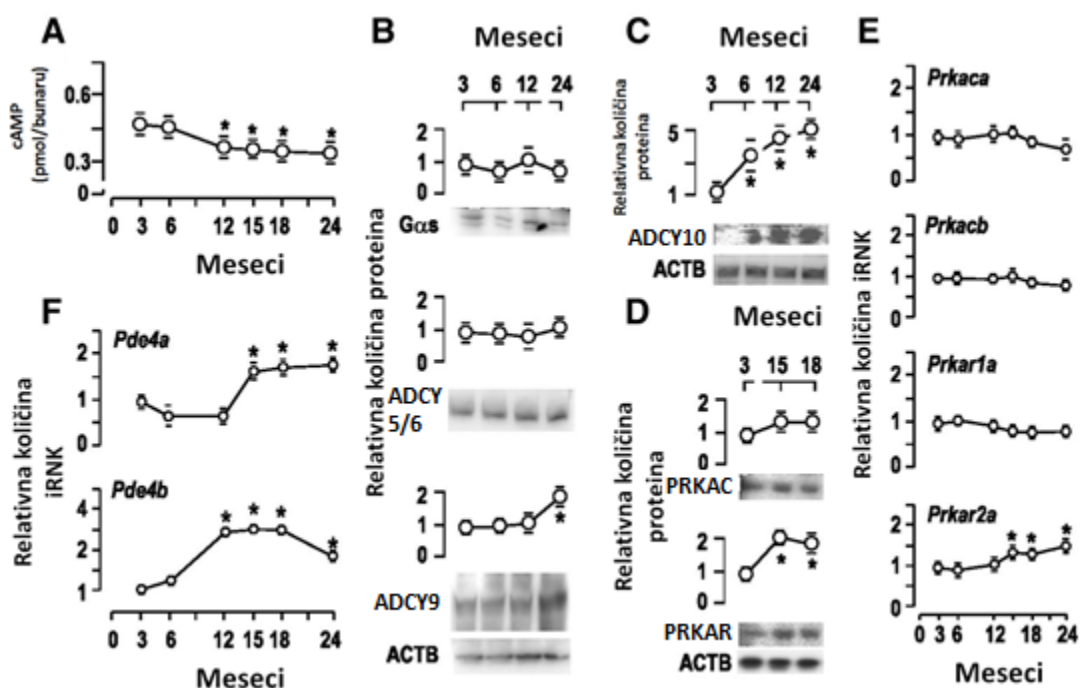 A
cAMP
(pmol/bunaru)
0.6
0.3
0
* * * *
0 3 6 12 15 18 24
Meseci
B
Meseci
3 6 12 24
Relativna količina proteina
2
1
0
Gαs
2
1
0
ADCY
5/6
2
1
0
*
ADCY9
ACTB
C
Meseci
3 6 12 24
Relativna količina
proteina
5
1
* * *
ADCY10
ACTB
D
Meseci
3 15 18
Relativna količina
proteina
2
1
0
PRKAC
2
1
0
* *
PRKAR
ACTB
E
Relativna količina iRNK
Prkaca
2
1
0
Prkacb
2
1
0
Prkar1a
2
1
0
Prkar2a
* * *
2
1
0
0 3 6 12 18 24
Meseci
F
Relativna količina
iRNK
Pde4a
* * *
2
1
0
Pde4b
* * * *
4
2
1
0 3 6 12 15 18 24
Meseci